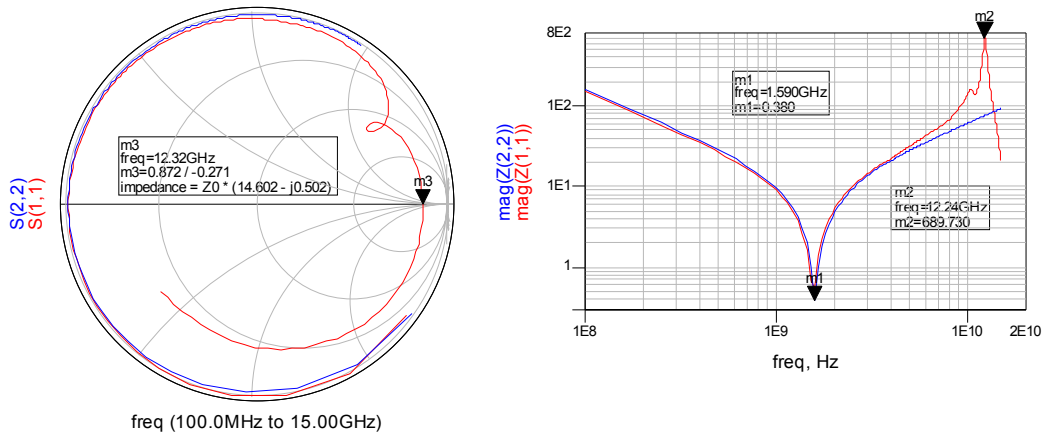 S(2,2)
S(1,1)
m3
freq=12.32GHz
m3=0.872 / -0.271
impedance = Z0 * (14.602 - j0.502)
m3
freq (100.0MHz to 15.00GHz)
mag(Z(2,2))
mag(Z(1,1))
8E2
1E2
1E1
1
m2
m1
freq=1.590GHz
m1=0.380
m2
freq=12.24GHz
m2=689.730
m1
1E8
1E9
1E10
2E10
freq, Hz